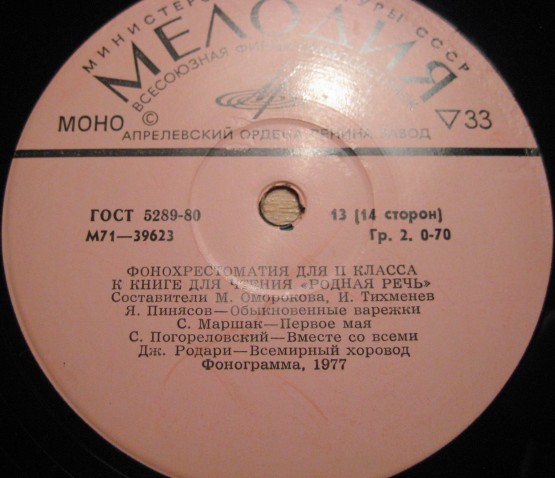 МИНИСТЕРСТВО КУЛЬТУРЫ СССР
МЕЛОДИЯ
ВСЕСОЮЗНАЯ ФИРМА
МОНО © ▽33
АПРЕЛЕВСКИЙ ОРДЕНА ЛЕНИНА ЗАВОД
ГОСТ 5289-80 13 (14 сторон)
М71—39623 Гр. 2. 0-70
ФОНОХРЕСТОМАТИЯ ДЛЯ II КЛАССА
К КНИГЕ ДЛЯ ЧТЕНИЯ «РОДНАЯ РЕЧЬ»
Составители М. Оморокова, И. Тихменев
Я. Пинясов—Обыкновенные варежки
С. Маршак—Первое мая
С. Погореловский—Вместе со всеми
Дж. Родари—Всемирный хоровод
Фонограмма, 1977